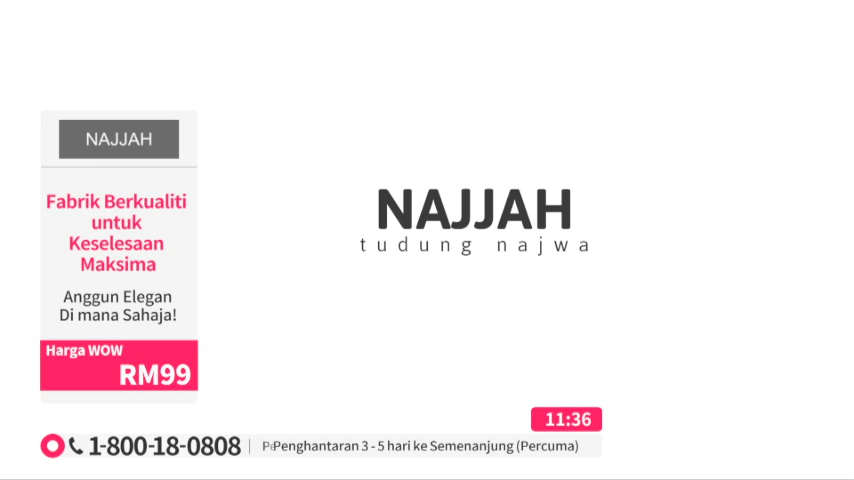 NAJJAH
Fabrik Berkualiti
untuk
Keselesaan
Maksima
Anggun Elegan
Di mana Sahaja!
Harga WOW
RM99
NAJJAH
tudung najwa
11:36
1-800-18-0808
Penghantaran 3 - 5 hari ke Semenanjung (Percuma)